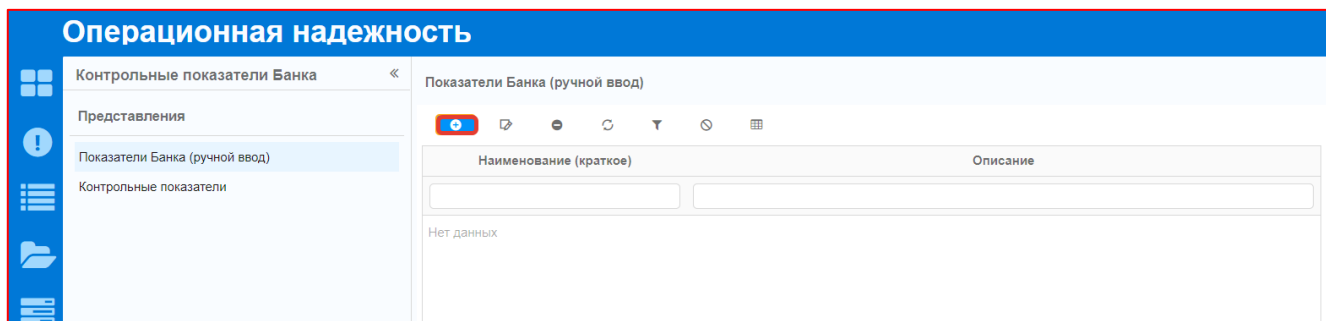 Операционная надежность
Контрольные показатели Банка
Представления
Показатели Банка (ручной ввод)
Контрольные показатели
Показатели Банка (ручной ввод)
Наименование (краткое) Описание
Нет данных